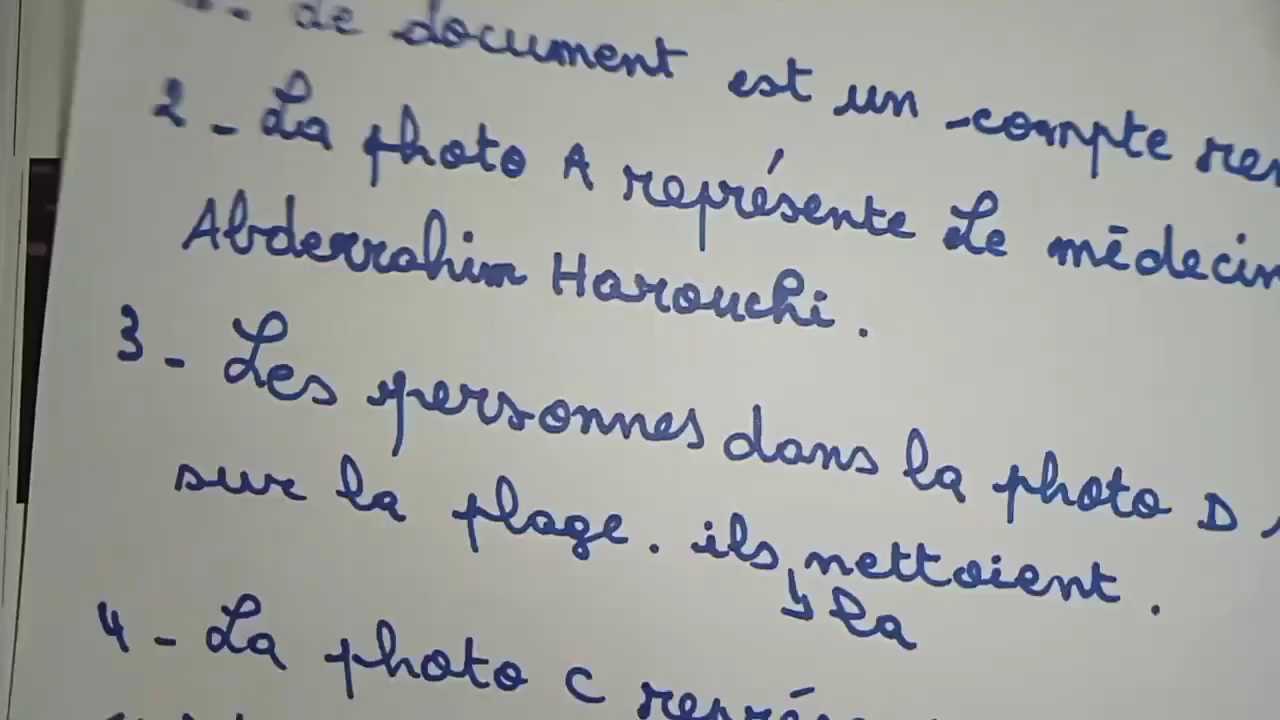 de document est un compte
2 - La photo A représente Le médecin
Abderrahim Harouchi.
3 - Les personnes dans la photo D
sur la plage. ils nettoient.
↳ la
4 - La photo C